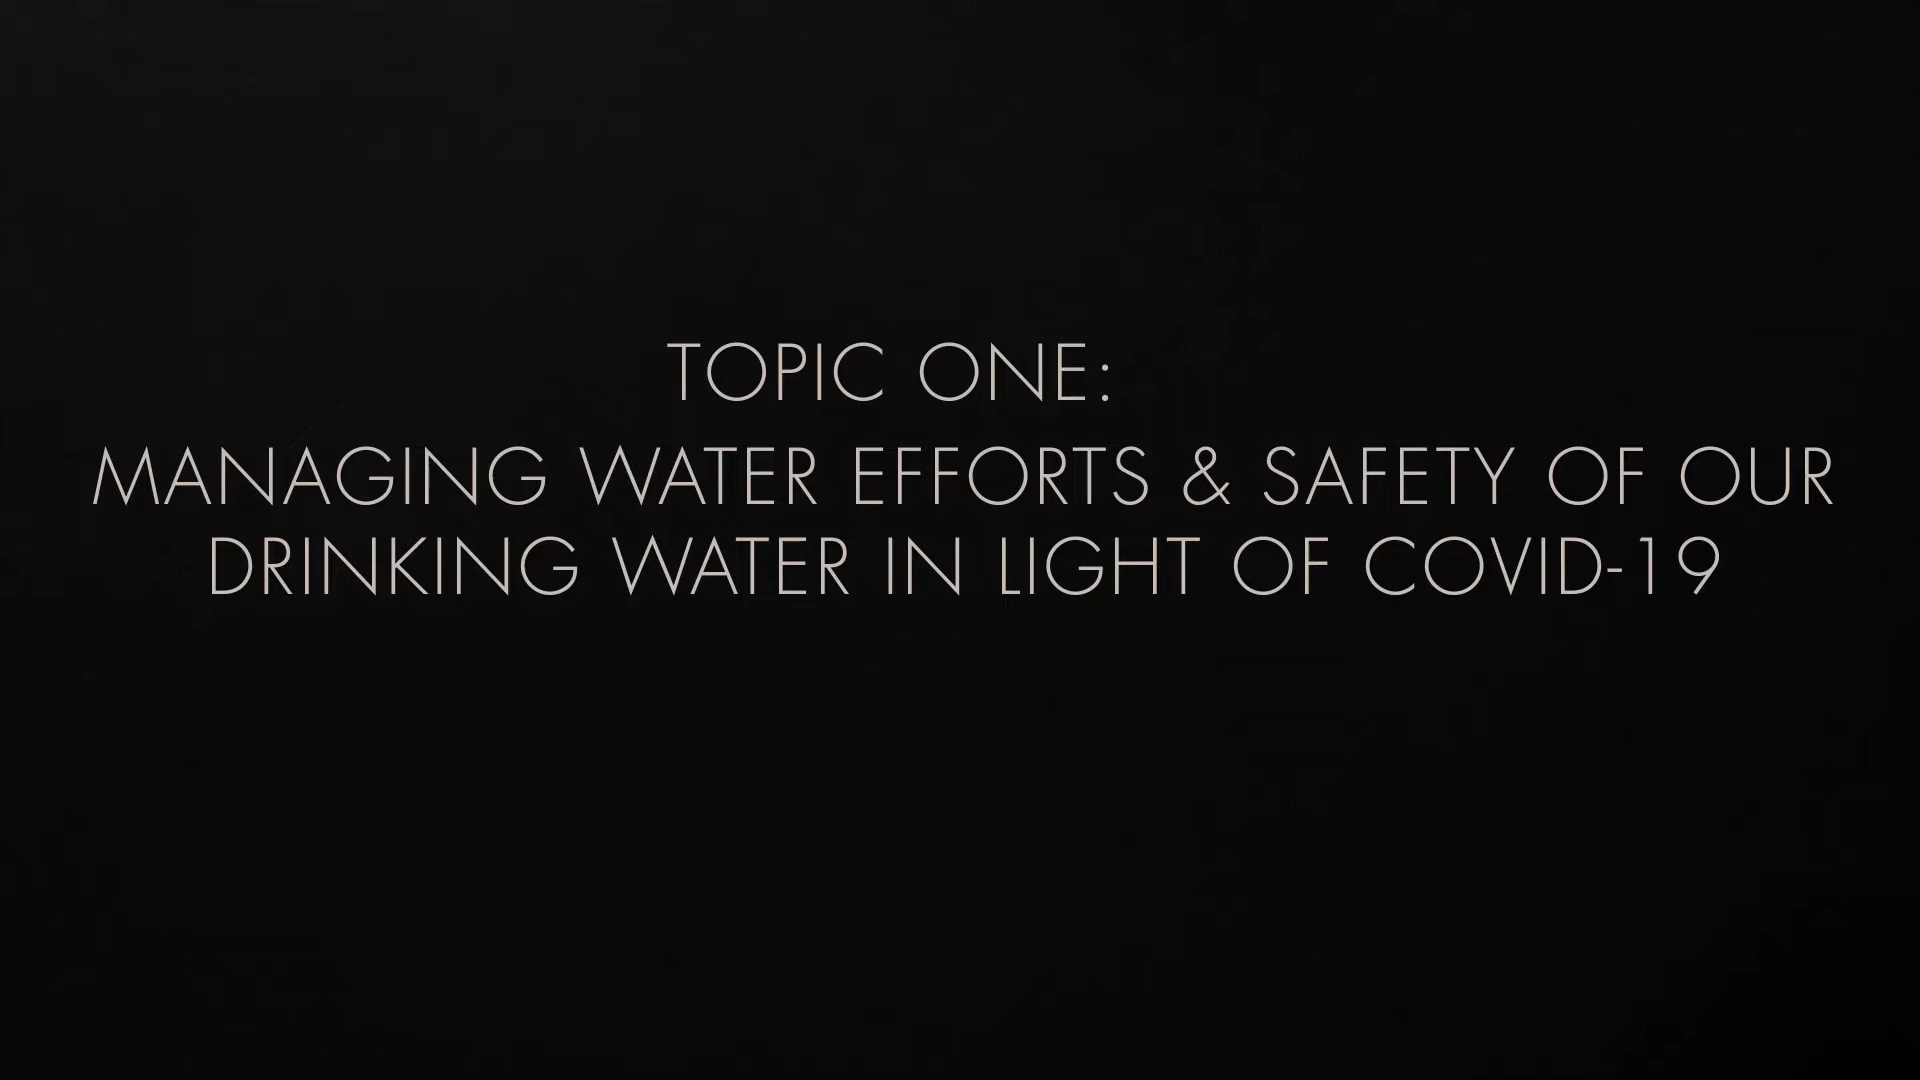 TOPIC ONE:
MANAGING WATER EFFORTS & SAFETY OF OUR
DRINKING WATER IN LIGHT OF COVID-19